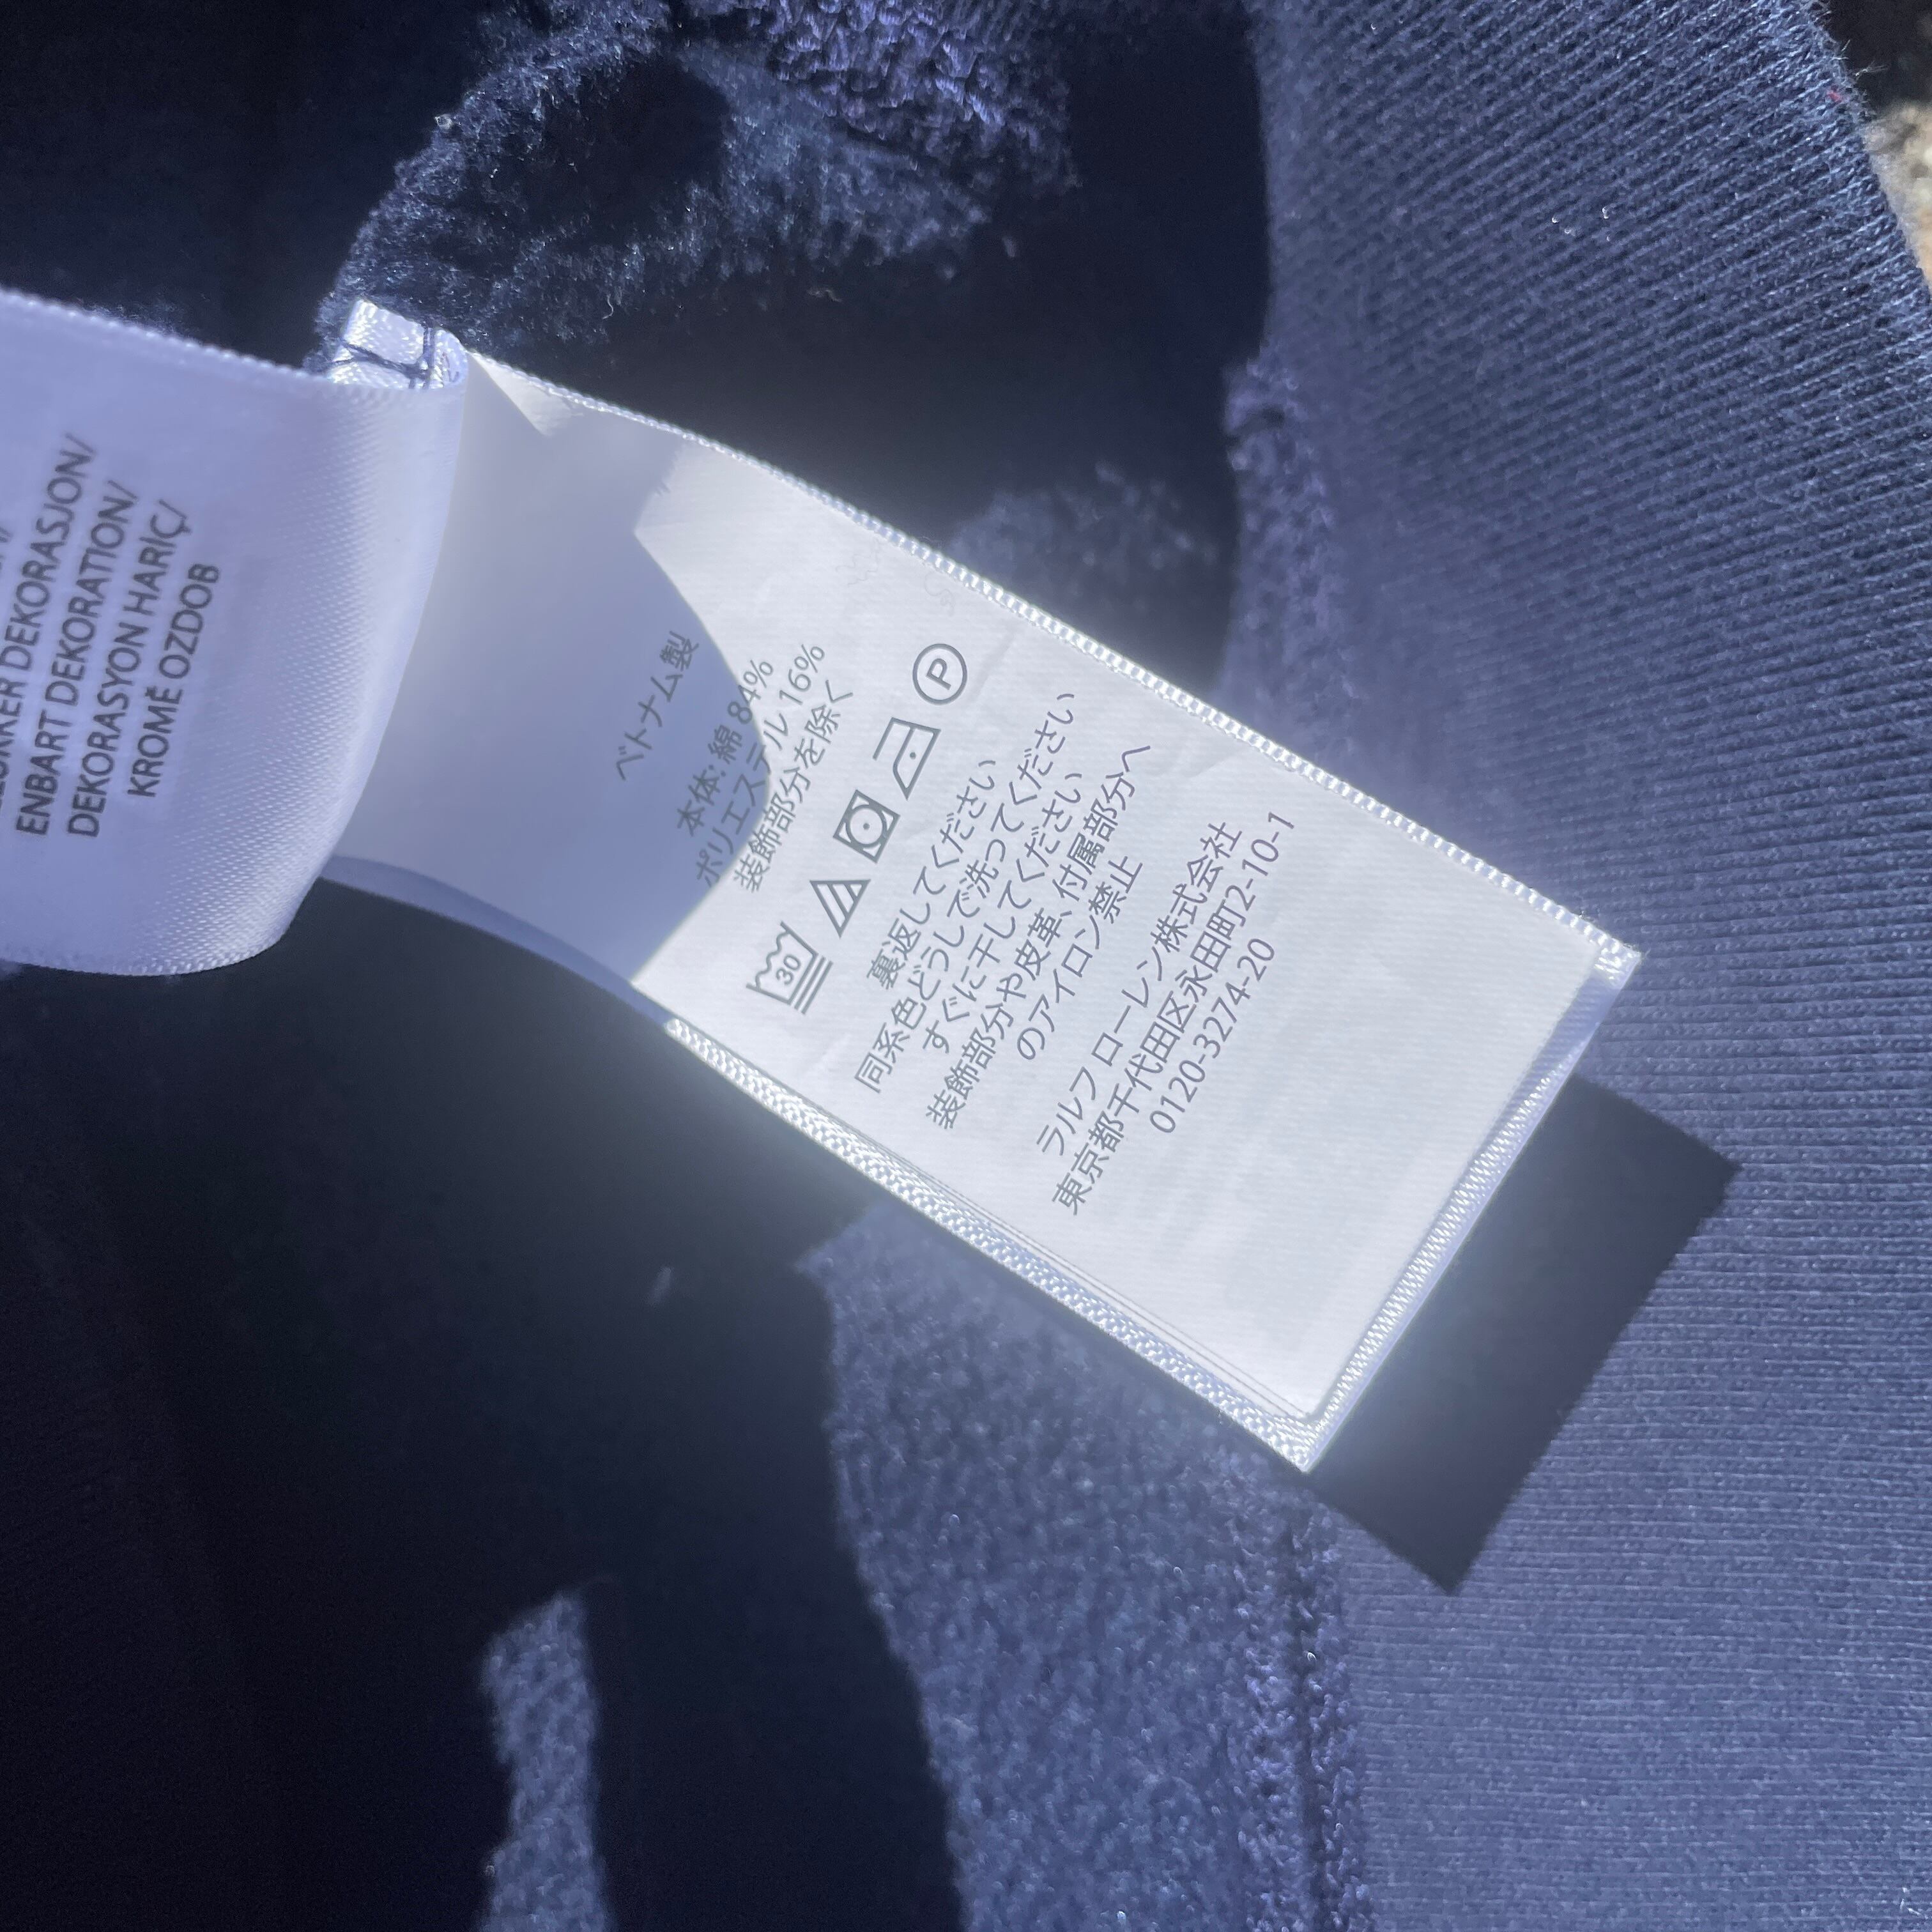 DEKORASJON/
ENBART DEKORATION/
DEKORASYON HARİÇ/
KROMĚ OZDOB
ベトナム製
本体: 綿 84%
ポリエステル 16%
装飾部分を除く
30
P
裏返してください
同系色どうしで洗ってください
すぐに干してください
装飾部分や皮革、付属部分へ
のアイロン禁止
ラルフ ローレン株式会社
東京都千代田区永田町2-10-1
0120-3274-20